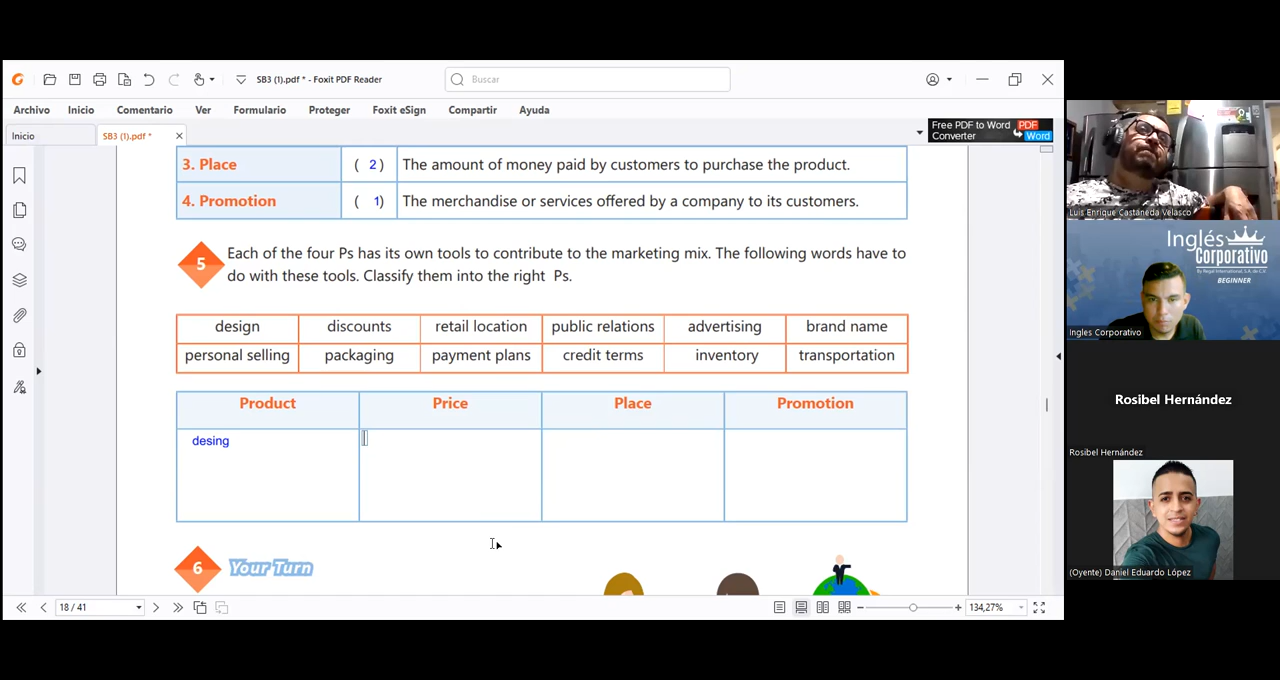 SB3 (1).pdf * - Foxit PDF Reader
Buscar
Archivo Inicio Comentario Ver Formulario Proteger Foxit eSign Compartir Ayuda
Inicio
SB3 (1).pdf *
Free PDF to Word Converter
PDF
Word
3. Place ( 2 ) The amount of money paid by customers to purchase the product.
4. Promotion ( 1 ) The merchandise or services offered by a company to its customers.
5
Each of the four Ps has its own tools to contribute to the marketing mix. The following words have to
do with these tools. Classify them into the right Ps.
design discounts retail location public relations advertising brand name
personal selling packaging payment plans credit terms inventory transportation
Product Price Place Promotion
desing
6 Your Turn
18 / 41
134,27%
Luis Enrique Castaneda Velasco
Inglés
Corporativo
By Regal International, S.A. de C.V.
BEGINNER
Ingles Corporativo
Rosibel Hernández
Rosibel Hernández
(Oyente) Daniel Eduardo López